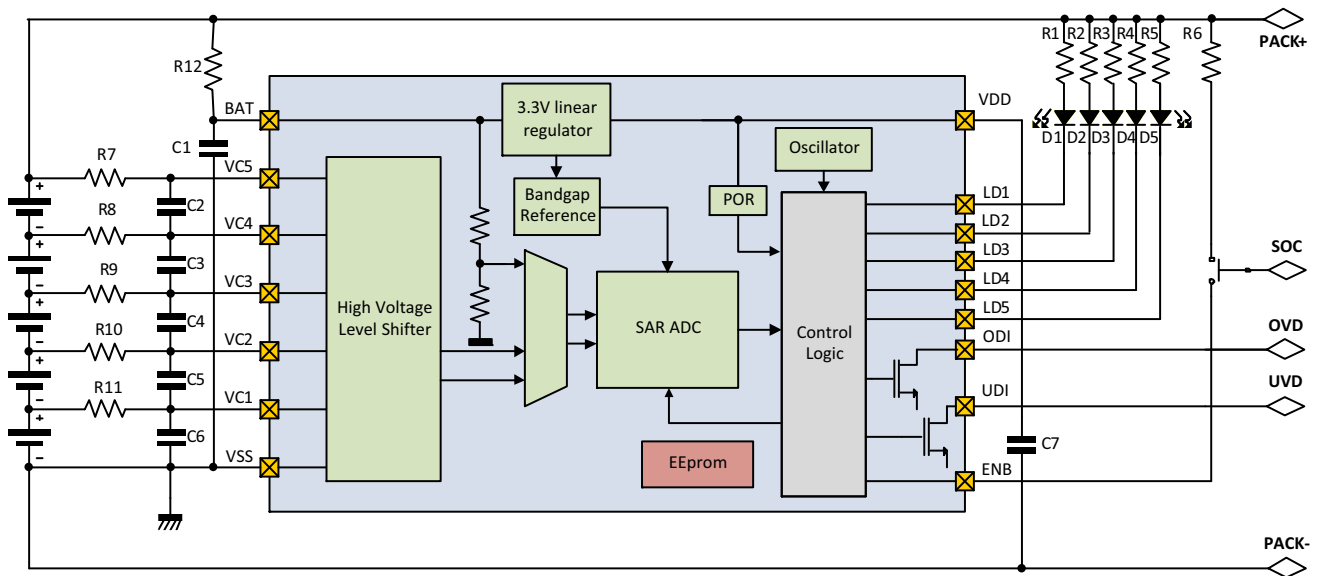 PACK+
R1 R2 R3 R4 R5 R6
R12
BAT
3.3V linear
regulator
VDD
D1 D2 D3 D4 D5
C1
Oscillator
R7
VC5
Bandgap
Reference
POR
LD1
C2
R8
VC4
LD2
SOC
C3
R9
VC3
LD3
LD4
High Voltage
Level Shifter
SAR ADC
Control
Logic
LD5
C4
R10
VC2
ODI
OVD
C5
R11
VC1
UDI
UVD
C6
VSS
EEprom
ENB
C7
PACK-
+
−
+
−
+
−
+
−
+
−